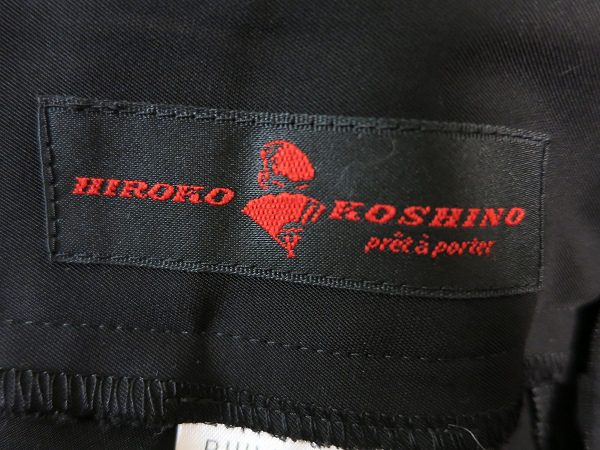 HIROKO KOSHINO
prêt à porter